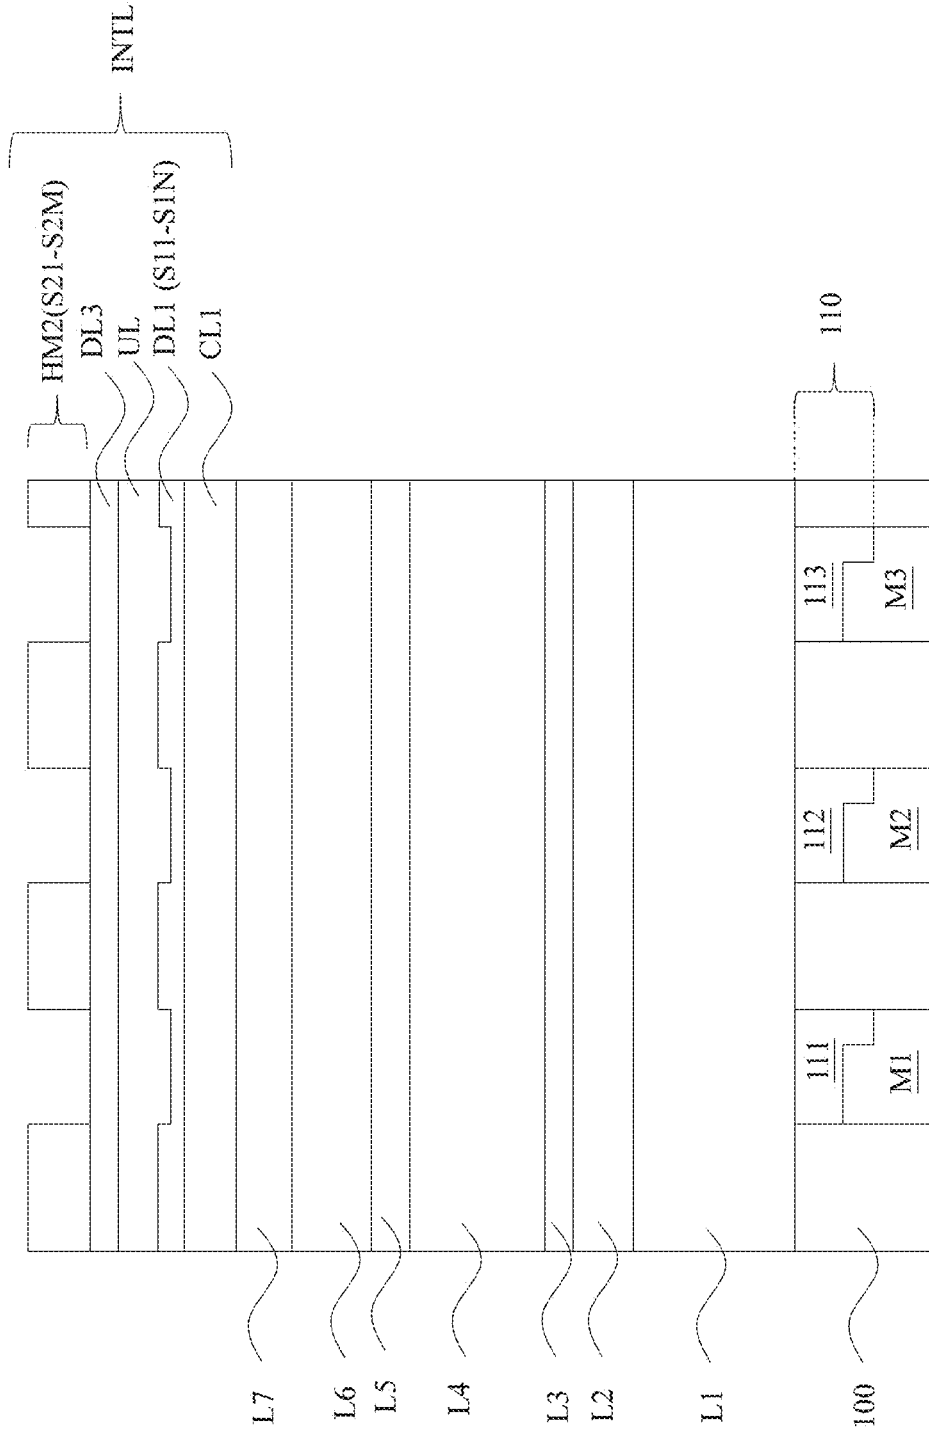 INTL
HM2(S21-S2M)
DL3
UL
DL1 (S11-S1N)
CL1
L7
L6
L5
L4
L3
L2
L1
100
110
111
112
113
M1
M2
M3